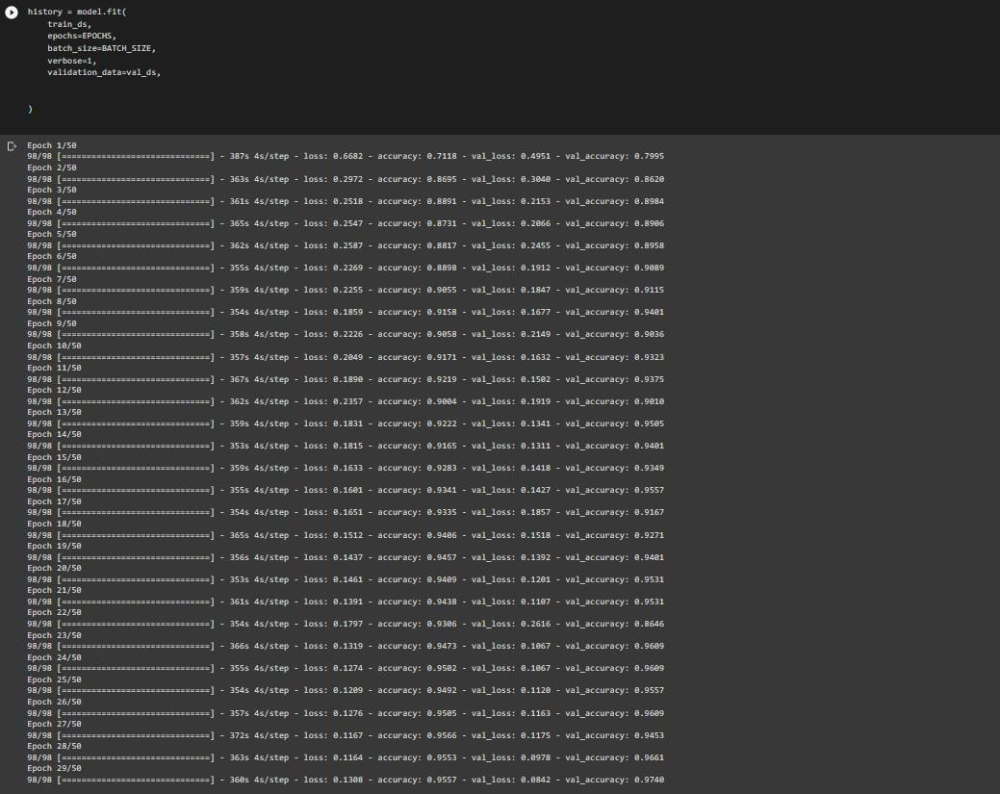 history = model.fit(
    train_ds,
    epochs=EPOCHS,
    batch_size=BATCH_SIZE,
    verbose=1,
    validation_data=val_ds,
)
Epoch 1/50
98/98 [==============================] - 387s 4s/step - loss: 0.6682 - accuracy: 0.7118 - val_loss: 0.4951 - val_accuracy: 0.7995
Epoch 2/50
98/98 [==============================] - 363s 4s/step - loss: 0.2972 - accuracy: 0.8695 - val_loss: 0.3040 - val_accuracy: 0.8620
Epoch 3/50
98/98 [==============================] - 361s 4s/step - loss: 0.2518 - accuracy: 0.8891 - val_loss: 0.2153 - val_accuracy: 0.8984
Epoch 4/50
98/98 [==============================] - 365s 4s/step - loss: 0.2547 - accuracy: 0.8731 - val_loss: 0.2066 - val_accuracy: 0.8906
Epoch 5/50
98/98 [==============================] - 362s 4s/step - loss: 0.2587 - accuracy: 0.8817 - val_loss: 0.2455 - val_accuracy: 0.8958
Epoch 6/50
98/98 [==============================] - 355s 4s/step - loss: 0.2269 - accuracy: 0.8898 - val_loss: 0.1912 - val_accuracy: 0.9089
Epoch 7/50
98/98 [==============================] - 359s 4s/step - loss: 0.2255 - accuracy: 0.9055 - val_loss: 0.1847 - val_accuracy: 0.9115
Epoch 8/50
98/98 [==============================] - 354s 4s/step - loss: 0.1859 - accuracy: 0.9158 - val_loss: 0.1677 - val_accuracy: 0.9401
Epoch 9/50
98/98 [==============================] - 358s 4s/step - loss: 0.2226 - accuracy: 0.9058 - val_loss: 0.2149 - val_accuracy: 0.9036
Epoch 10/50
98/98 [==============================] - 357s 4s/step - loss: 0.2049 - accuracy: 0.9171 - val_loss: 0.1632 - val_accuracy: 0.9323
Epoch 11/50
98/98 [==============================] - 367s 4s/step - loss: 0.1890 - accuracy: 0.9219 - val_loss: 0.1502 - val_accuracy: 0.9375
Epoch 12/50
98/98 [==============================] - 362s 4s/step - loss: 0.2357 - accuracy: 0.9004 - val_loss: 0.1919 - val_accuracy: 0.9010
Epoch 13/50
98/98 [==============================] - 359s 4s/step - loss: 0.1831 - accuracy: 0.9222 - val_loss: 0.1341 - val_accuracy: 0.9505
Epoch 14/50
98/98 [==============================] - 353s 4s/step - loss: 0.1815 - accuracy: 0.9165 - val_loss: 0.1311 - val_accuracy: 0.9401
Epoch 15/50
98/98 [==============================] - 359s 4s/step - loss: 0.1633 - accuracy: 0.9283 - val_loss: 0.1418 - val_accuracy: 0.9349
Epoch 16/50
98/98 [==============================] - 355s 4s/step - loss: 0.1601 - accuracy: 0.9341 - val_loss: 0.1427 - val_accuracy: 0.9557
Epoch 17/50
98/98 [==============================] - 354s 4s/step - loss: 0.1651 - accuracy: 0.9335 - val_loss: 0.1857 - val_accuracy: 0.9167
Epoch 18/50
98/98 [==============================] - 365s 4s/step - loss: 0.1512 - accuracy: 0.9406 - val_loss: 0.1518 - val_accuracy: 0.9271
Epoch 19/50
98/98 [==============================] - 356s 4s/step - loss: 0.1437 - accuracy: 0.9457 - val_loss: 0.1392 - val_accuracy: 0.9401
Epoch 20/50
98/98 [==============================] - 353s 4s/step - loss: 0.1461 - accuracy: 0.9409 - val_loss: 0.1201 - val_accuracy: 0.9531
Epoch 21/50
98/98 [==============================] - 361s 4s/step - loss: 0.1391 - accuracy: 0.9438 - val_loss: 0.1107 - val_accuracy: 0.9531
Epoch 22/50
98/98 [==============================] - 354s 4s/step - loss: 0.1797 - accuracy: 0.9306 - val_loss: 0.2616 - val_accuracy: 0.8646
Epoch 23/50
98/98 [==============================] - 366s 4s/step - loss: 0.1319 - accuracy: 0.9473 - val_loss: 0.1067 - val_accuracy: 0.9609
Epoch 24/50
98/98 [==============================] - 355s 4s/step - loss: 0.1274 - accuracy: 0.9502 - val_loss: 0.1067 - val_accuracy: 0.9609
Epoch 25/50
98/98 [==============================] - 354s 4s/step - loss: 0.1209 - accuracy: 0.9492 - val_loss: 0.1120 - val_accuracy: 0.9557
Epoch 26/50
98/98 [==============================] - 357s 4s/step - loss: 0.1276 - accuracy: 0.9505 - val_loss: 0.1163 - val_accuracy: 0.9609
Epoch 27/50
98/98 [==============================] - 372s 4s/step - loss: 0.1167 - accuracy: 0.9566 - val_loss: 0.1175 - val_accuracy: 0.9453
Epoch 28/50
98/98 [==============================] - 363s 4s/step - loss: 0.1164 - accuracy: 0.9553 - val_loss: 0.0978 - val_accuracy: 0.9661
Epoch 29/50
98/98 [==============================] - 360s 4s/step - loss: 0.1308 - accuracy: 0.9557 - val_loss: 0.0842 - val_accuracy: 0.9740